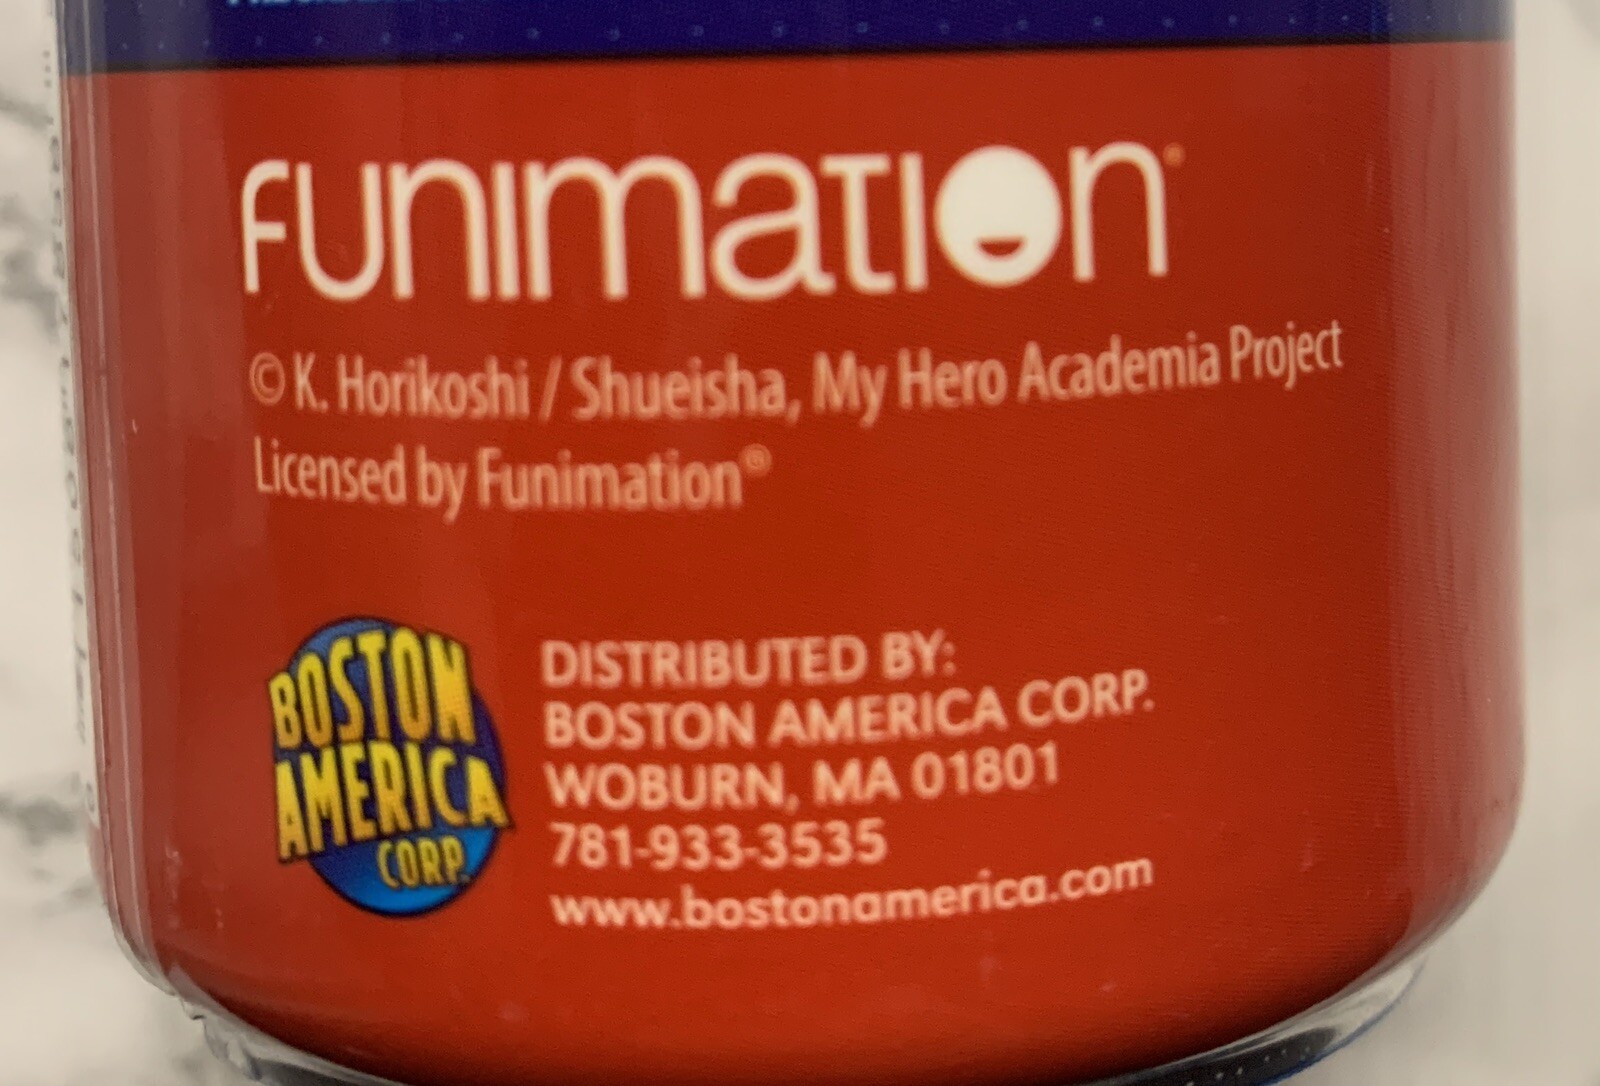 FUNIMATION®
© K. Horikoshi / Shueisha, My Hero Academia Project
Licensed by Funimation®
BOSTON
AMERICA
CORP.
DISTRIBUTED BY:
BOSTON AMERICA CORP.
WOBURN, MA 01801
781-933-3535
www.bostonamerica.com